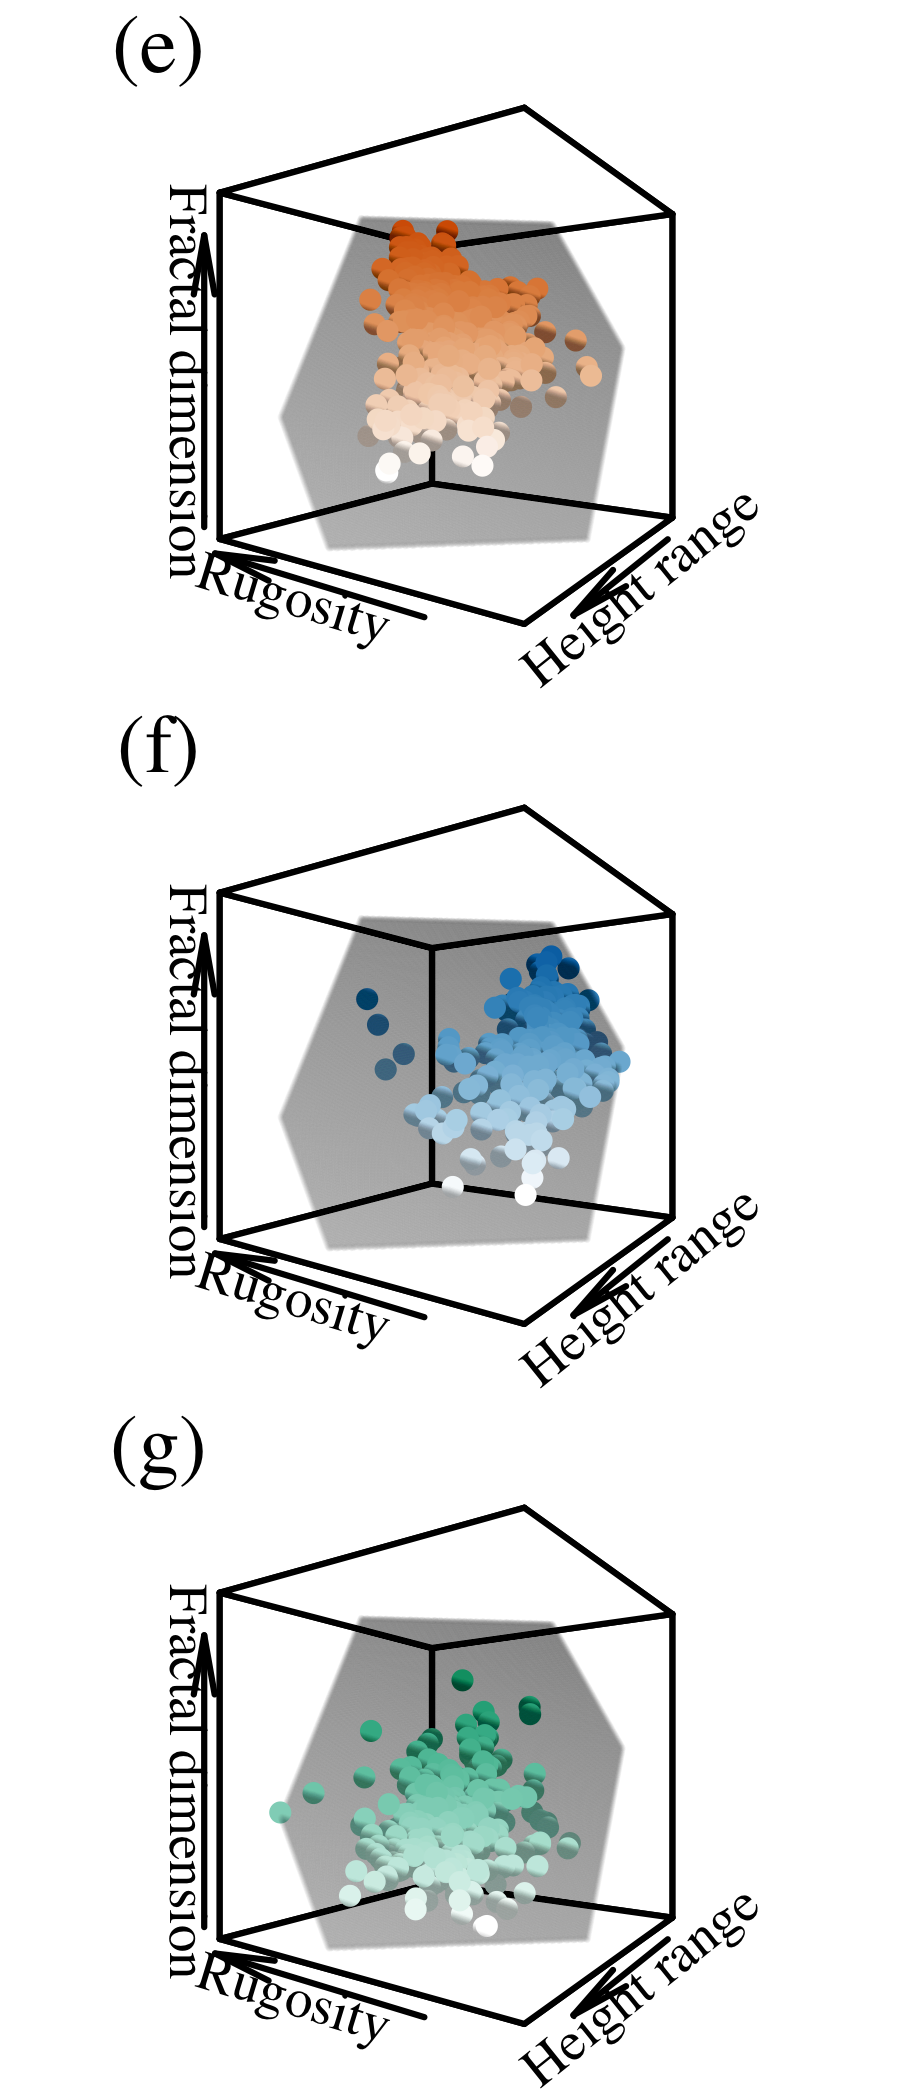 (e)
Fractal dimension
Rugosity
Height range
(f)
Fractal dimension
Rugosity
Height range
(g)
Fractal dimension
Rugosity
Height range